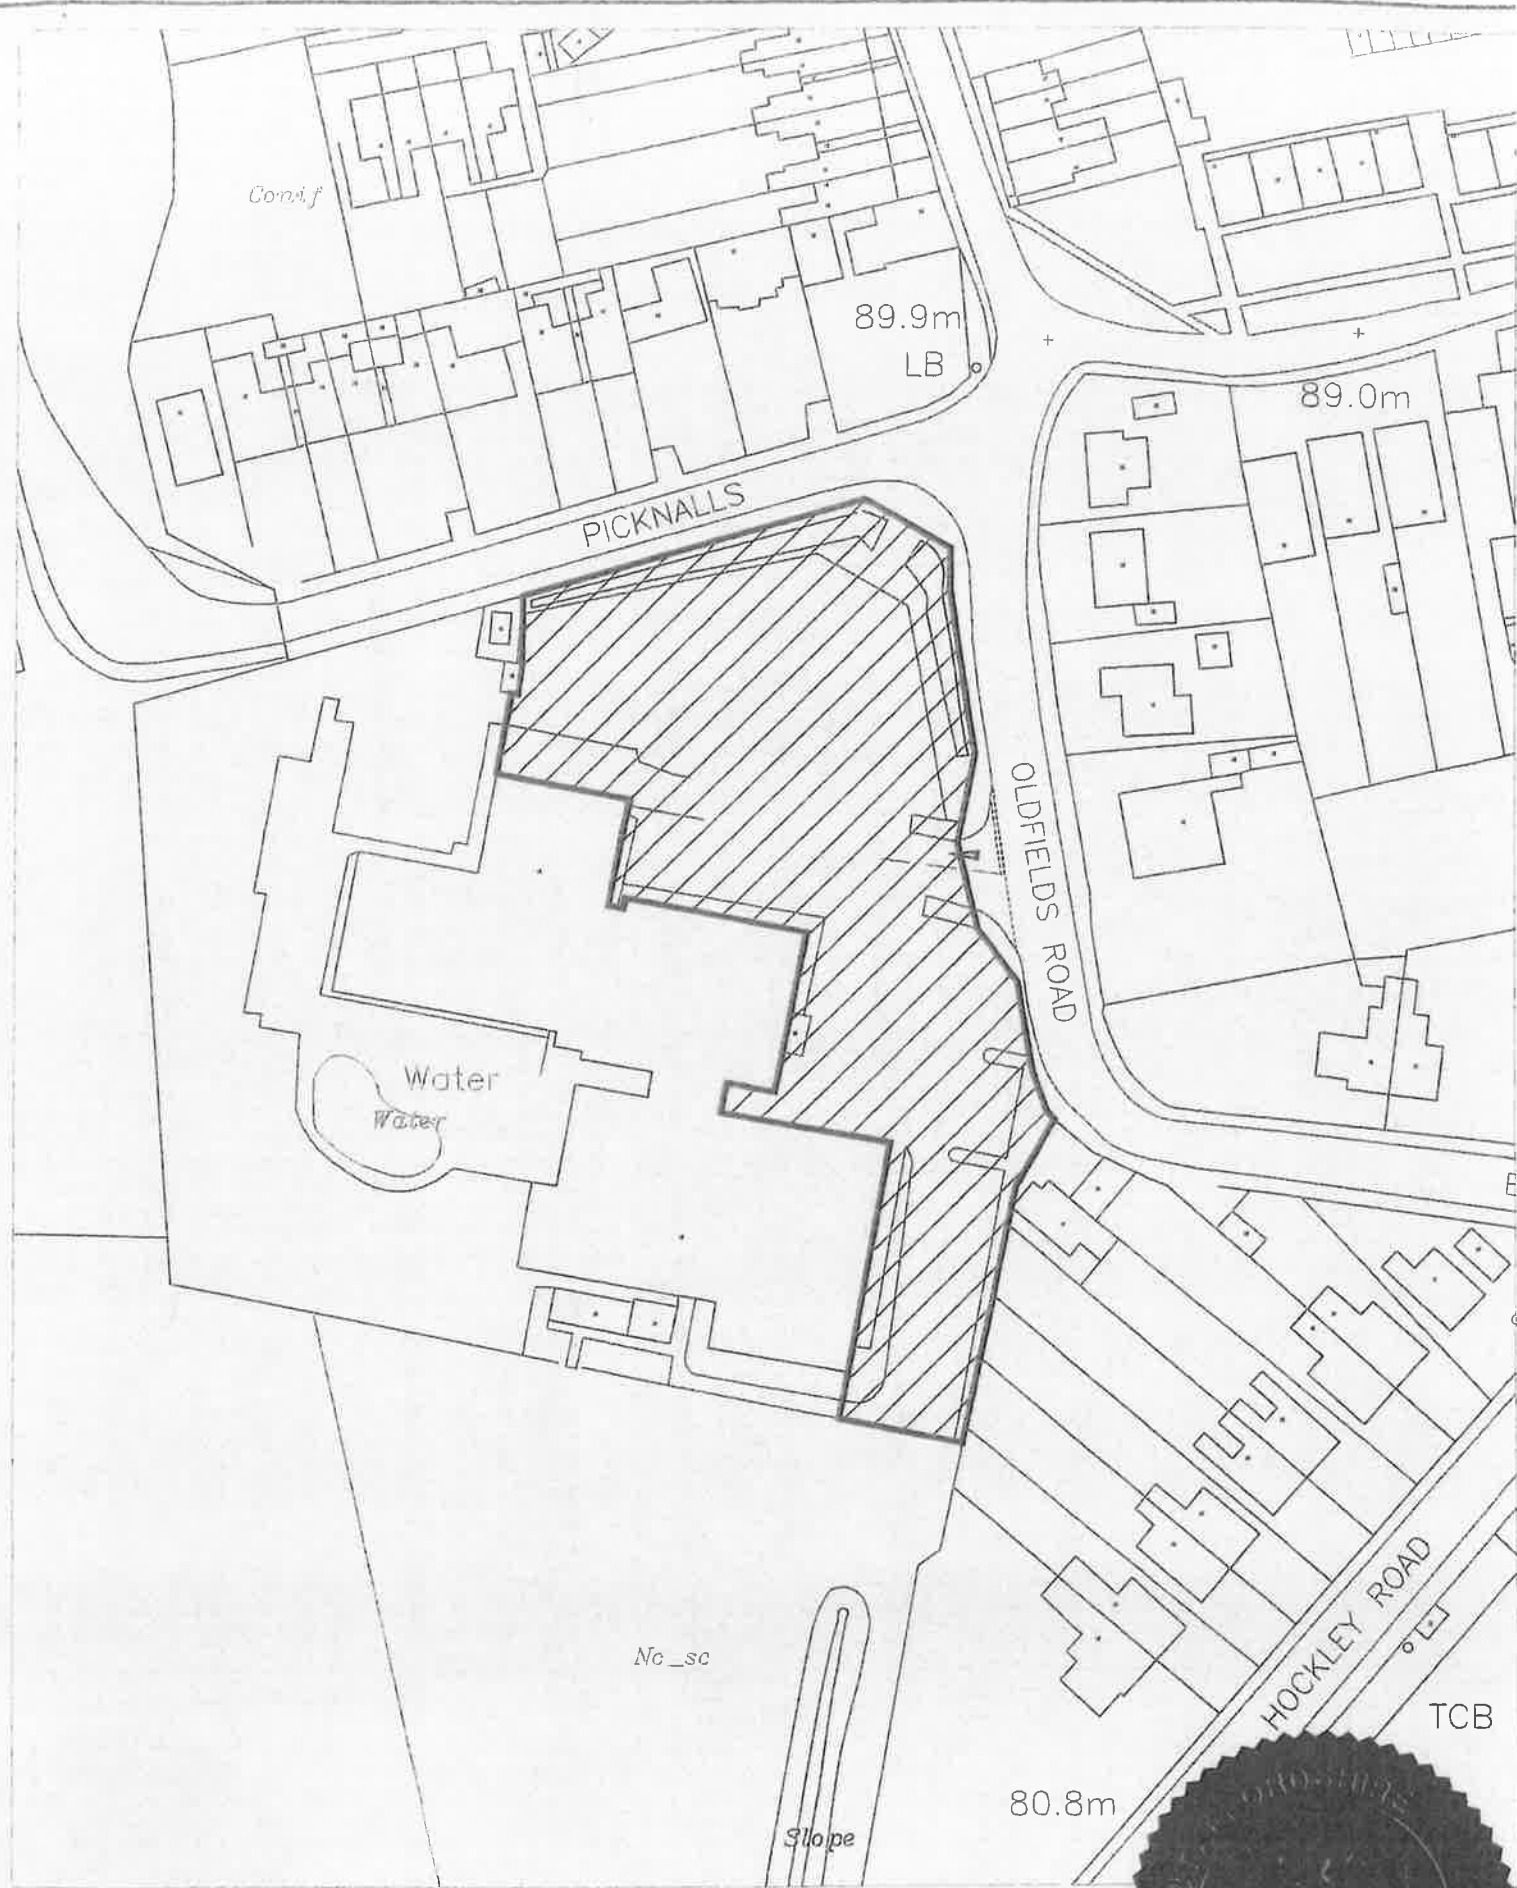 Conif
89.9m
LB
89.0m
PICKNALLS
OLDFIELDS ROAD
Water
Water
Nc_sc
HOCKLEY ROAD
TCB
80.8m
Slope